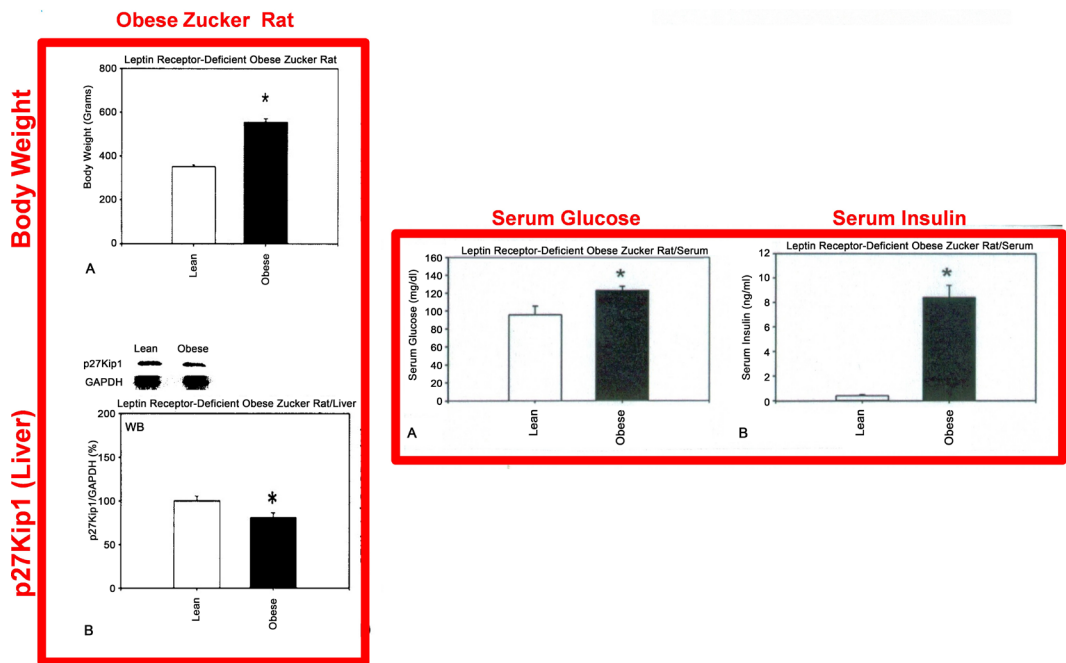 Obese Zucker Rat
Body Weight
Leptin Receptor-Deficient Obese Zucker Rat
Body Weight (Grams)
800
600
400
200
0
*
Lean
Obese
A
Lean Obese
p27Kip1
GAPDH
p27Kip1 (Liver)
Leptin Receptor-Deficient Obese Zucker Rat/Liver
WB
p27Kip1/GAPDH (%)
200
150
100
50
0
*
Lean
Obese
B
Serum Glucose
Leptin Receptor-Deficient Obese Zucker Rat/Serum
Serum Glucose (mg/dl)
160
140
120
100
80
60
40
20
0
*
Lean
Obese
A
Serum Insulin
Leptin Receptor-Deficient Obese Zucker Rat/Serum
Serum Insulin (ng/ml)
12
10
8
6
4
2
0
*
Lean
Obese
B